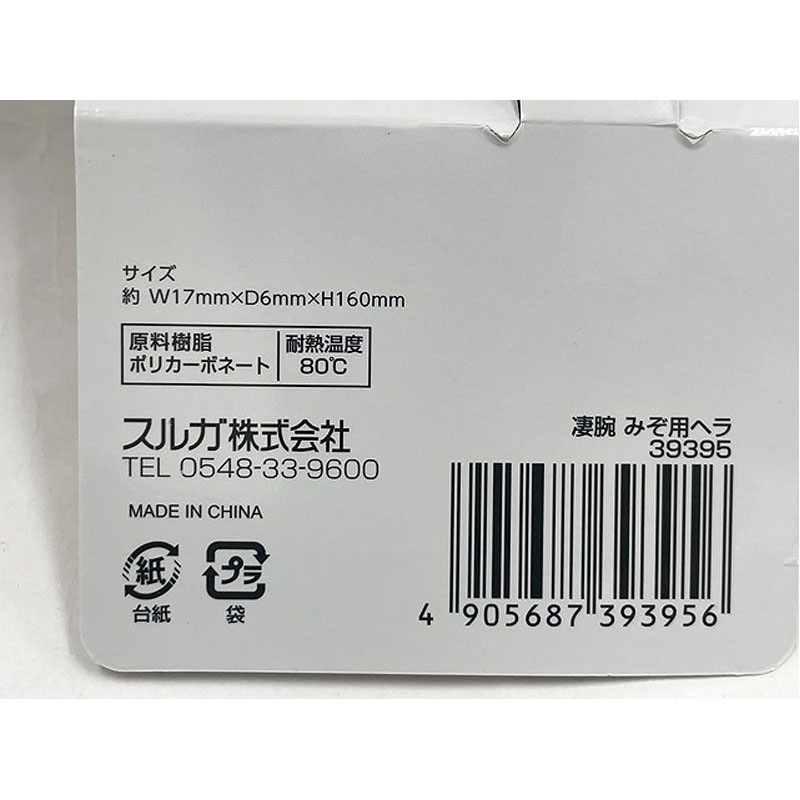 サイズ
約 W17mm×D6mm×H160mm
原料樹脂
ポリカーボネート
耐熱温度
80℃
スルガ株式会社
TEL 0548-33-9600
MADE IN CHINA
紙
台紙
プラ
袋
凄腕 みぞ用ヘラ
39395
4 905687 393956